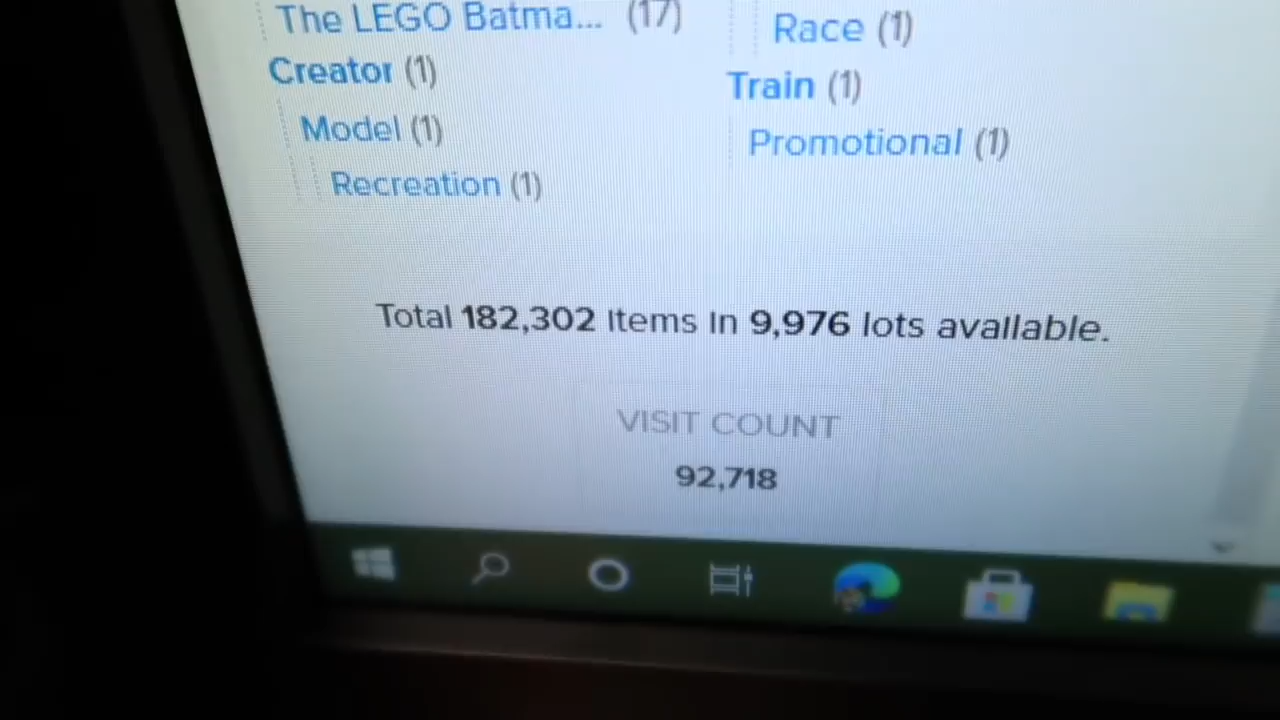 The LEGO Batma... (17)
Creator (1)
Model (1)
Recreation (1)
Race (1)
Train (1)
Promotional (1)
Total 182,302 Items In 9,976 lots available.
VISIT COUNT
92,718